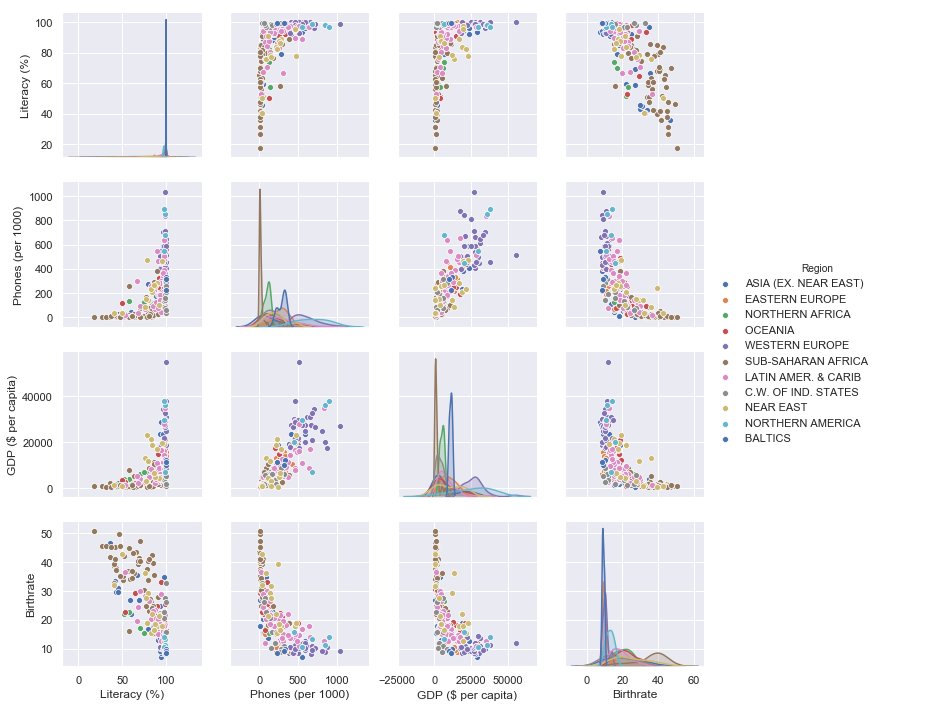 100
80
60
40
20
Literacy (%)
1000
800
600
400
200
0
Phones (per 1000)
40000
20000
0
GDP ($ per capita)
50
40
30
20
10
Birthrate
0 50 100
Literacy (%)
0 500 1000
Phones (per 1000)
−25000 0 25000 50000
GDP ($ per capita)
0 20 40 60
Birthrate
Region
ASIA (EX. NEAR EAST)
EASTERN EUROPE
NORTHERN AFRICA
OCEANIA
WESTERN EUROPE
SUB-SAHARAN AFRICA
LATIN AMER. & CARIB
C.W. OF IND. STATES
NEAR EAST
NORTHERN AMERICA
BALTICS